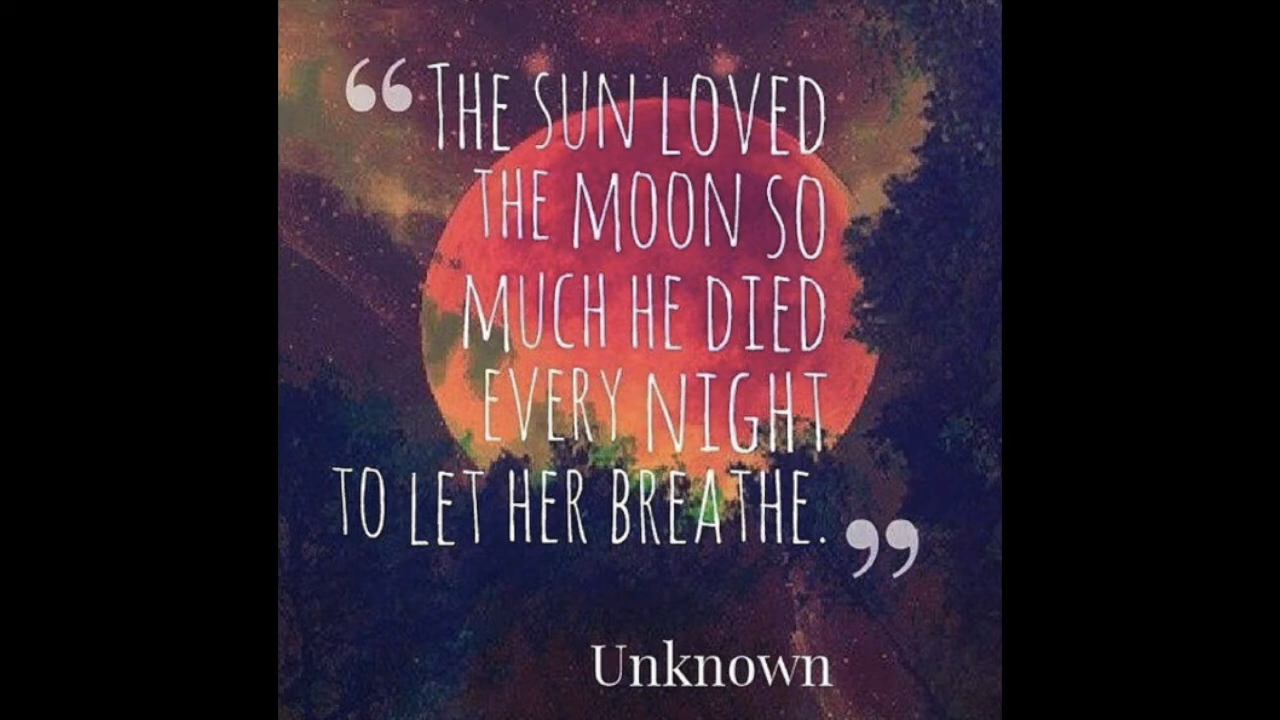 “The sun loved
the moon so
much he died
every night
to let her breathe.”
Unknown